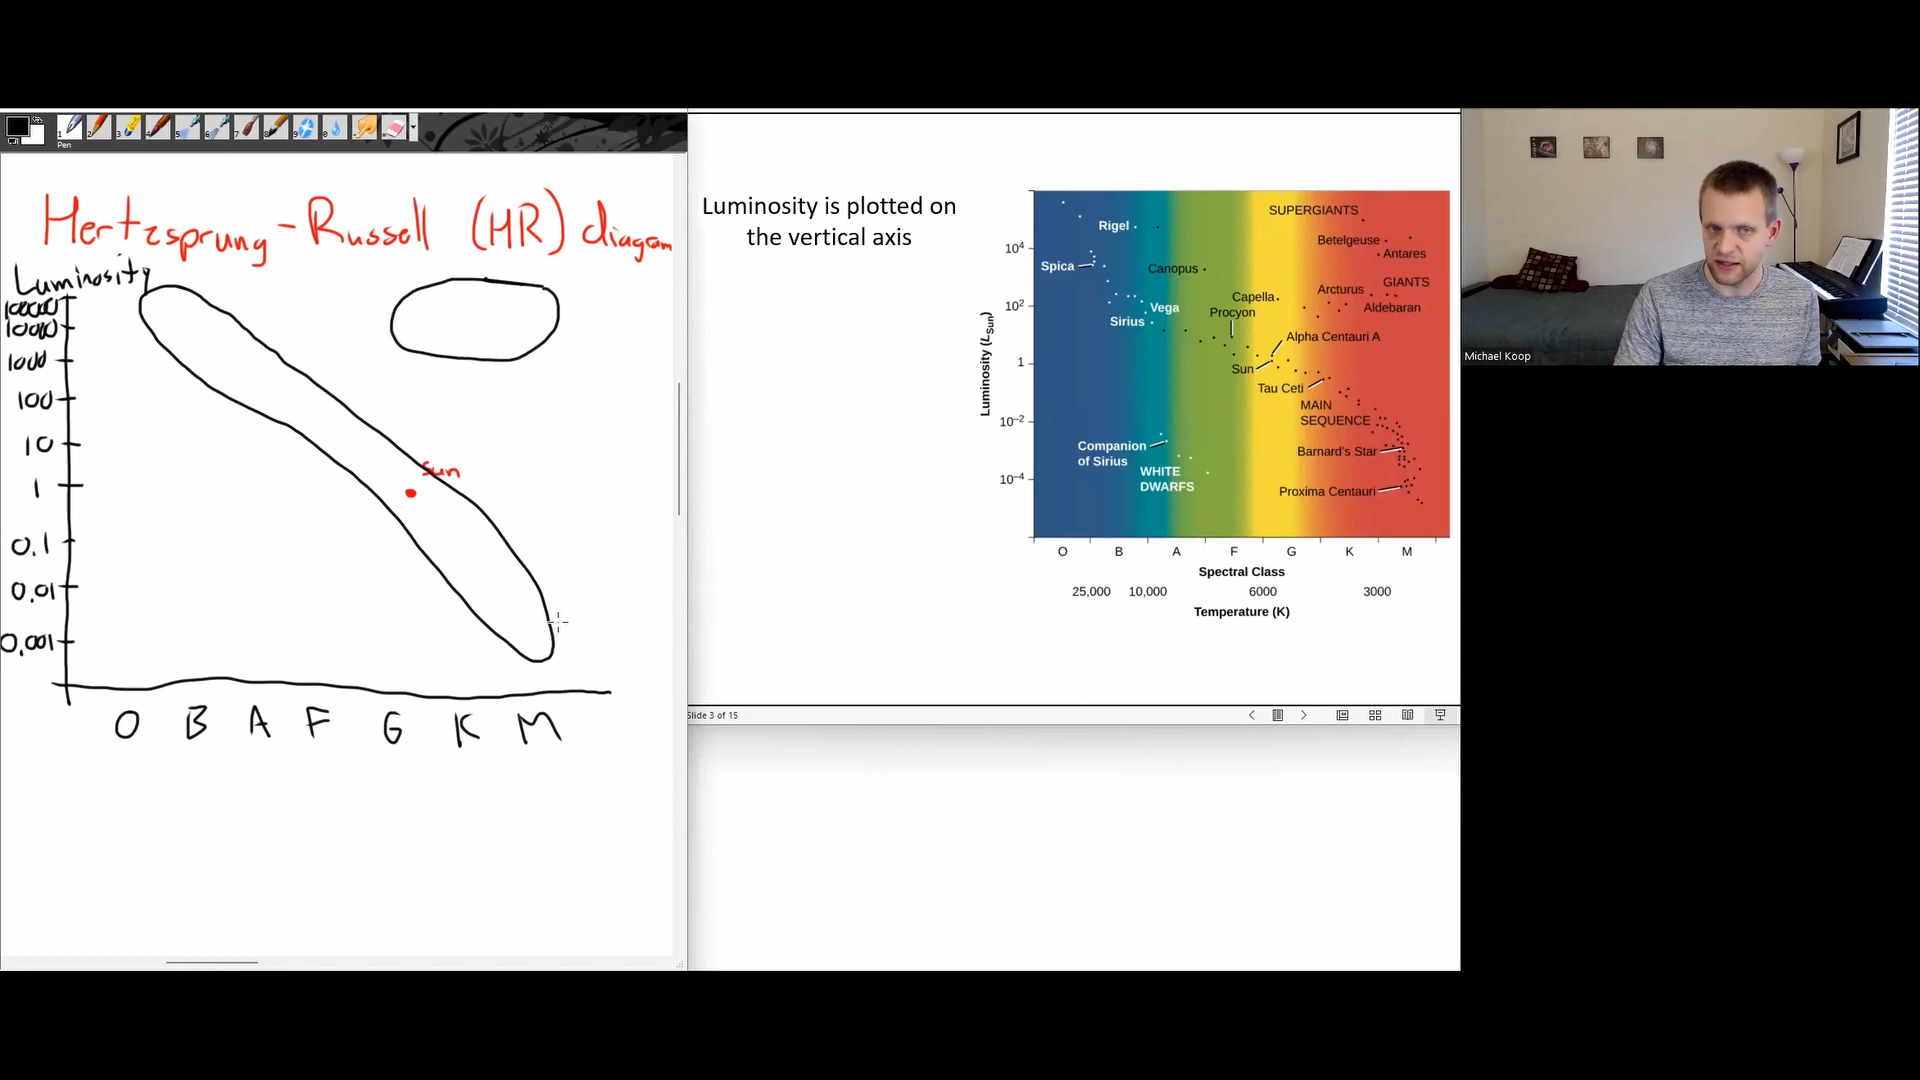 Pen
Hertzsprung-Russell (HR) diagram
Luminosity
100000
10000
1000
100
10
1
0.1
0.01
0.001
sun
O B A F G K M
Luminosity is plotted on
the vertical axis
Luminosity (LSun)
10⁴
10²
1
10⁻²
10⁻⁴
SUPERGIANTS
Rigel
Betelgeuse
Antares
Spica
Canopus
GIANTS
Arcturus
Capella
Aldebaran
Vega
Procyon
Sirius
Alpha Centauri A
Sun
Tau Ceti
MAIN
SEQUENCE
Companion
of Sirius
Barnard's Star
WHITE
DWARFS
Proxima Centauri
O B A F G K M
Spectral Class
25,000 10,000 6000 3000
Temperature (K)
Slide 3 of 15
Michael Koop